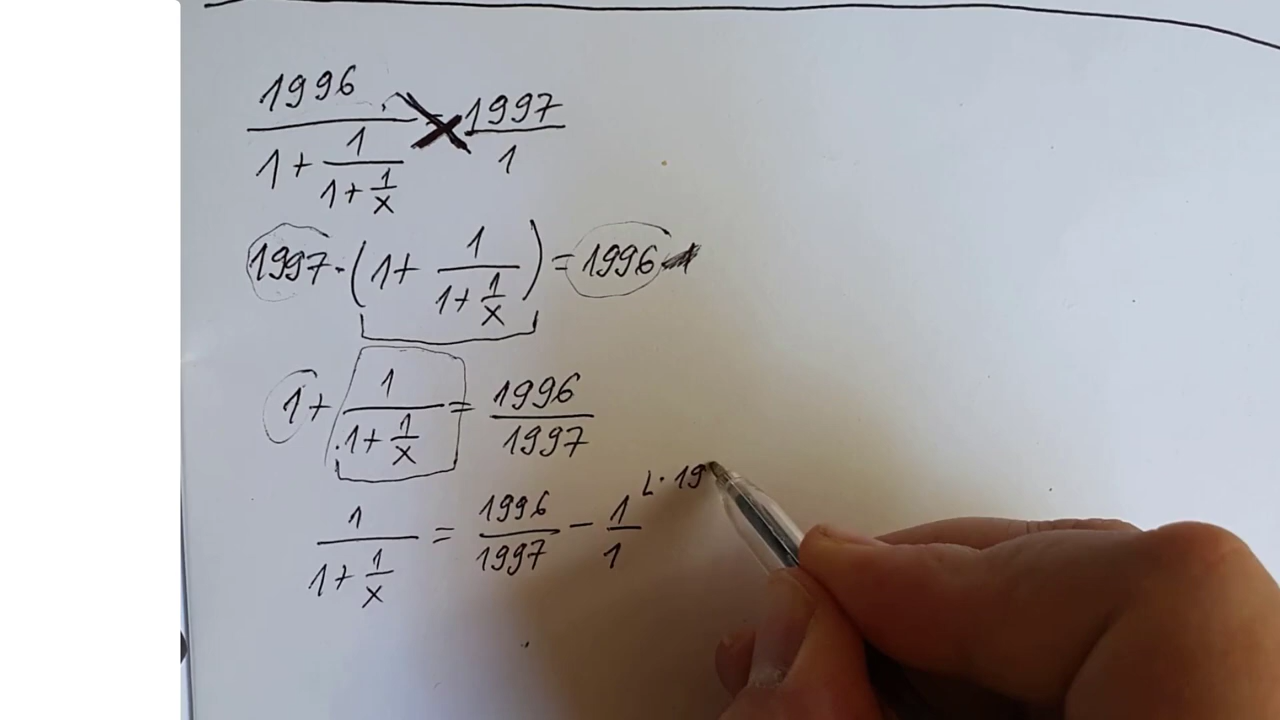 1996 / (1 + 1 / (1 + 1/x)) = 1997 / 1
1997 · (1 + 1 / (1 + 1/x)) = 1996
1 + 1 / (1 + 1/x) = 1996 / 1997
1 / (1 + 1/x) = 1996 / 1997 - 1 / 1 L· 19